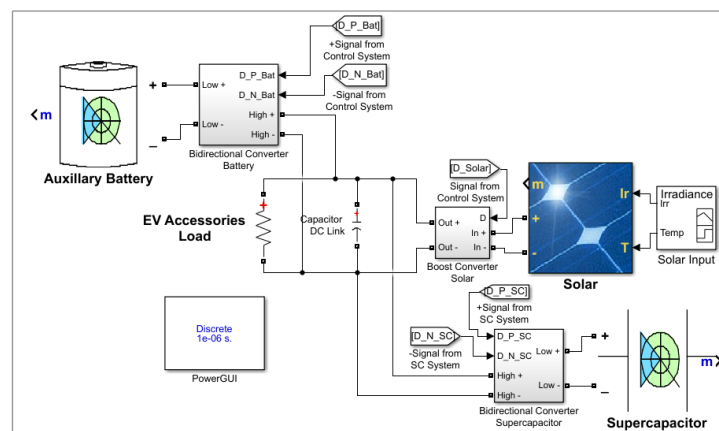 [D_P_Bat]
+Signal from
Control System
[D_N_Bat]
-Signal from
Control System
+
Low +
D_P_Bat
D_N_Bat
High +
Low -
High -
_
m
Auxillary Battery
Bidirectional Converter
Battery
[D_Solar]
Signal from
Control System
m
Ir
+
T
-
Irradiance
Irr
Temp
Solar Input
Solar
EV Accessories
Load
+
Capacitor
DC Link
+
Out +
D
In +
Out -
In -
Boost Converter
Solar
Discrete
1e-06 s.
PowerGUI
[D_P_SC]
+Signal from
SC System
[D_N_SC]
-Signal from
SC System
D_P_SC
D_N_SC
Low +
High +
Low -
High -
Bidirectional Converter
Supercapacitor
+
_
m
Supercapacitor